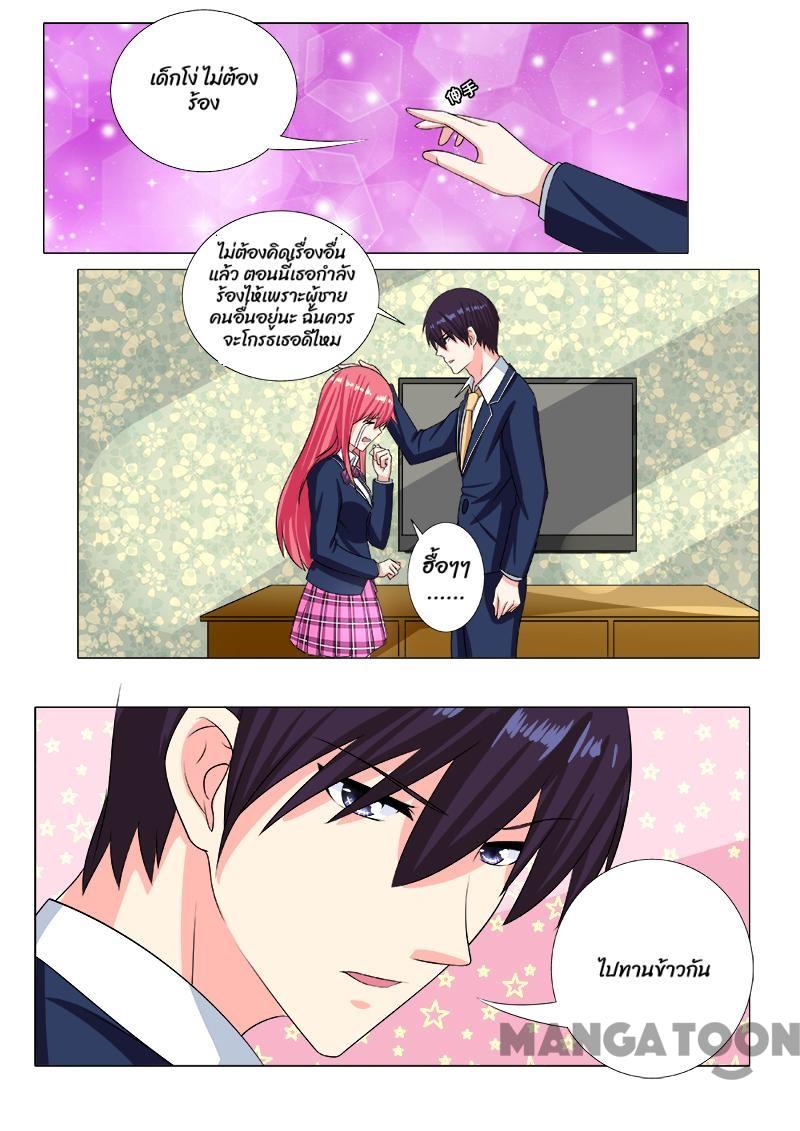 เด็กโง่ ไม่ต้อง
ร้อง
伸手
ไม่ต้องคิดเรื่องอื่น
แล้ว ตอนนี้เธอกำลัง
ร้องไห้เพราะผู้ชาย
คนอื่นอยู่นะ ฉันควร
จะโกรธเธอดีไหม
ฮื้อๆๆ
......
ไปทานข้าวกัน
MANGATOON